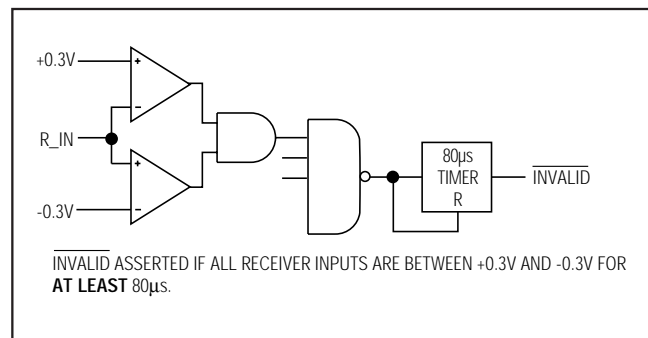 +0.3V
+
-
R_IN
+
-
-0.3V
80µs
TIMER
R
INVALID
INVALID ASSERTED IF ALL RECEIVER INPUTS ARE BETWEEN +0.3V AND -0.3V FOR
AT LEAST 80µs.